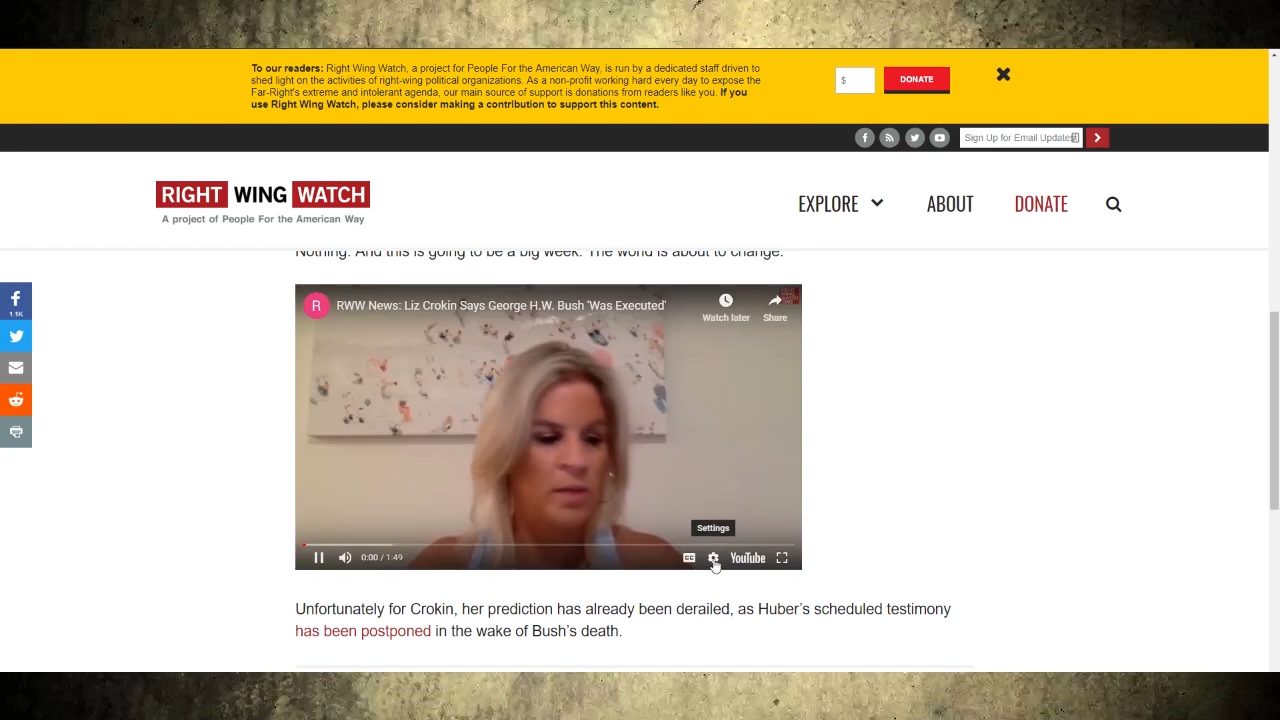 To our readers: Right Wing Watch, a project for People For the American Way, is run by a dedicated staff driven to
shed light on the activities of right-wing political organizations. As a non-profit working hard every day to expose the
Far-Right's extreme and intolerant agenda, our main source of support is donations from readers like you. If you
use Right Wing Watch, please consider making a contribution to support this content.
$
DONATE
Sign Up for Email Updates
RIGHT WING WATCH
A project of People For the American Way
EXPLORE
ABOUT
DONATE
Nothing. And this is going to be a big week. The world is about to change.
1.1K
R
RWW News: Liz Crokin Says George H.W. Bush 'Was Executed'
Watch later
Share
Settings
0:00 / 1:49
CC
YouTube
Unfortunately for Crokin, her prediction has already been derailed, as Huber's scheduled testimony
has been postponed in the wake of Bush's death.